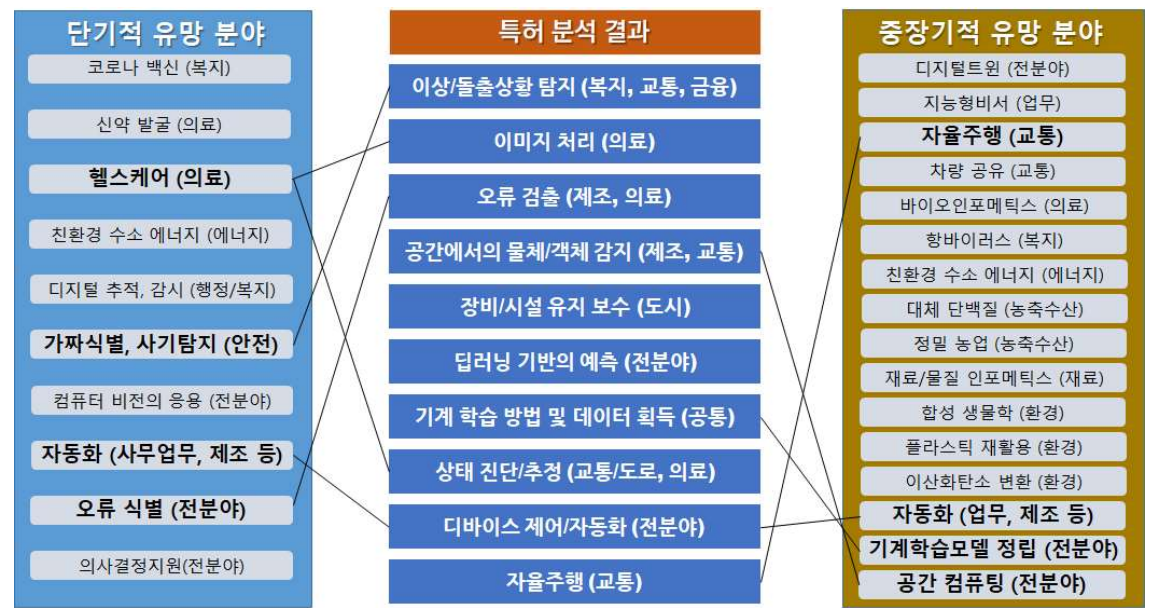 단기적 유망 분야
코로나 백신 (복지)
신약 발굴 (의료)
헬스케어 (의료)
친환경 수소 에너지 (에너지)
디지털 추적, 감시 (행정/복지)
가짜식별, 사기탐지 (안전)
컴퓨터 비전의 응용 (전분야)
자동화 (사무업무, 제조 등)
오류 식별 (전분야)
의사결정지원(전분야)
특허 분석 결과
이상/돌출상황 탐지 (복지, 교통, 금융)
이미지 처리 (의료)
오류 검출 (제조, 의료)
공간에서의 물체/객체 감지 (제조, 교통)
장비/시설 유지 보수 (도시)
딥러닝 기반의 예측 (전분야)
기계 학습 방법 및 데이터 획득 (공통)
상태 진단/추정 (교통/도로, 의료)
디바이스 제어/자동화 (전분야)
자율주행 (교통)
중장기적 유망 분야
디지털트윈 (전분야)
지능형비서 (업무)
자율주행 (교통)
차량 공유 (교통)
바이오인포메틱스 (의료)
항바이러스 (복지)
친환경 수소 에너지 (에너지)
대체 단백질 (농축수산)
정밀 농업 (농축수산)
재료/물질 인포메틱스 (재료)
합성 생물학 (환경)
플라스틱 재활용 (환경)
이산화탄소 변환 (환경)
자동화 (업무, 제조 등)
기계학습모델 정립 (전분야)
공간 컴퓨팅 (전분야)